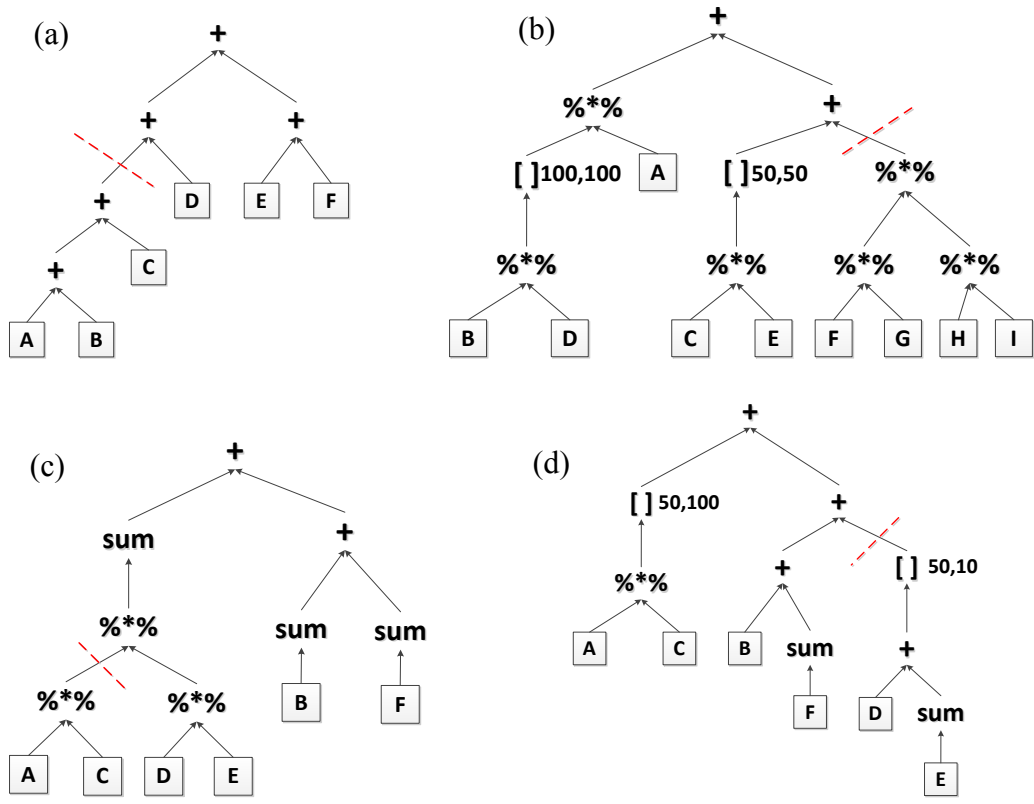 (a)
+
+ +
+ D E F
+ C
A B
(b)
+
%*% +
[ ]100,100 A [ ]50,50 %*%
%*% %*% %*% %*%
B D C E F G H I
(c)
+
sum +
%*% sum sum
%*% %*% B F
A C D E
(d)
+
[ ] 50,100 +
%*% + [ ] 50,10
A C B sum +
F D sum
E